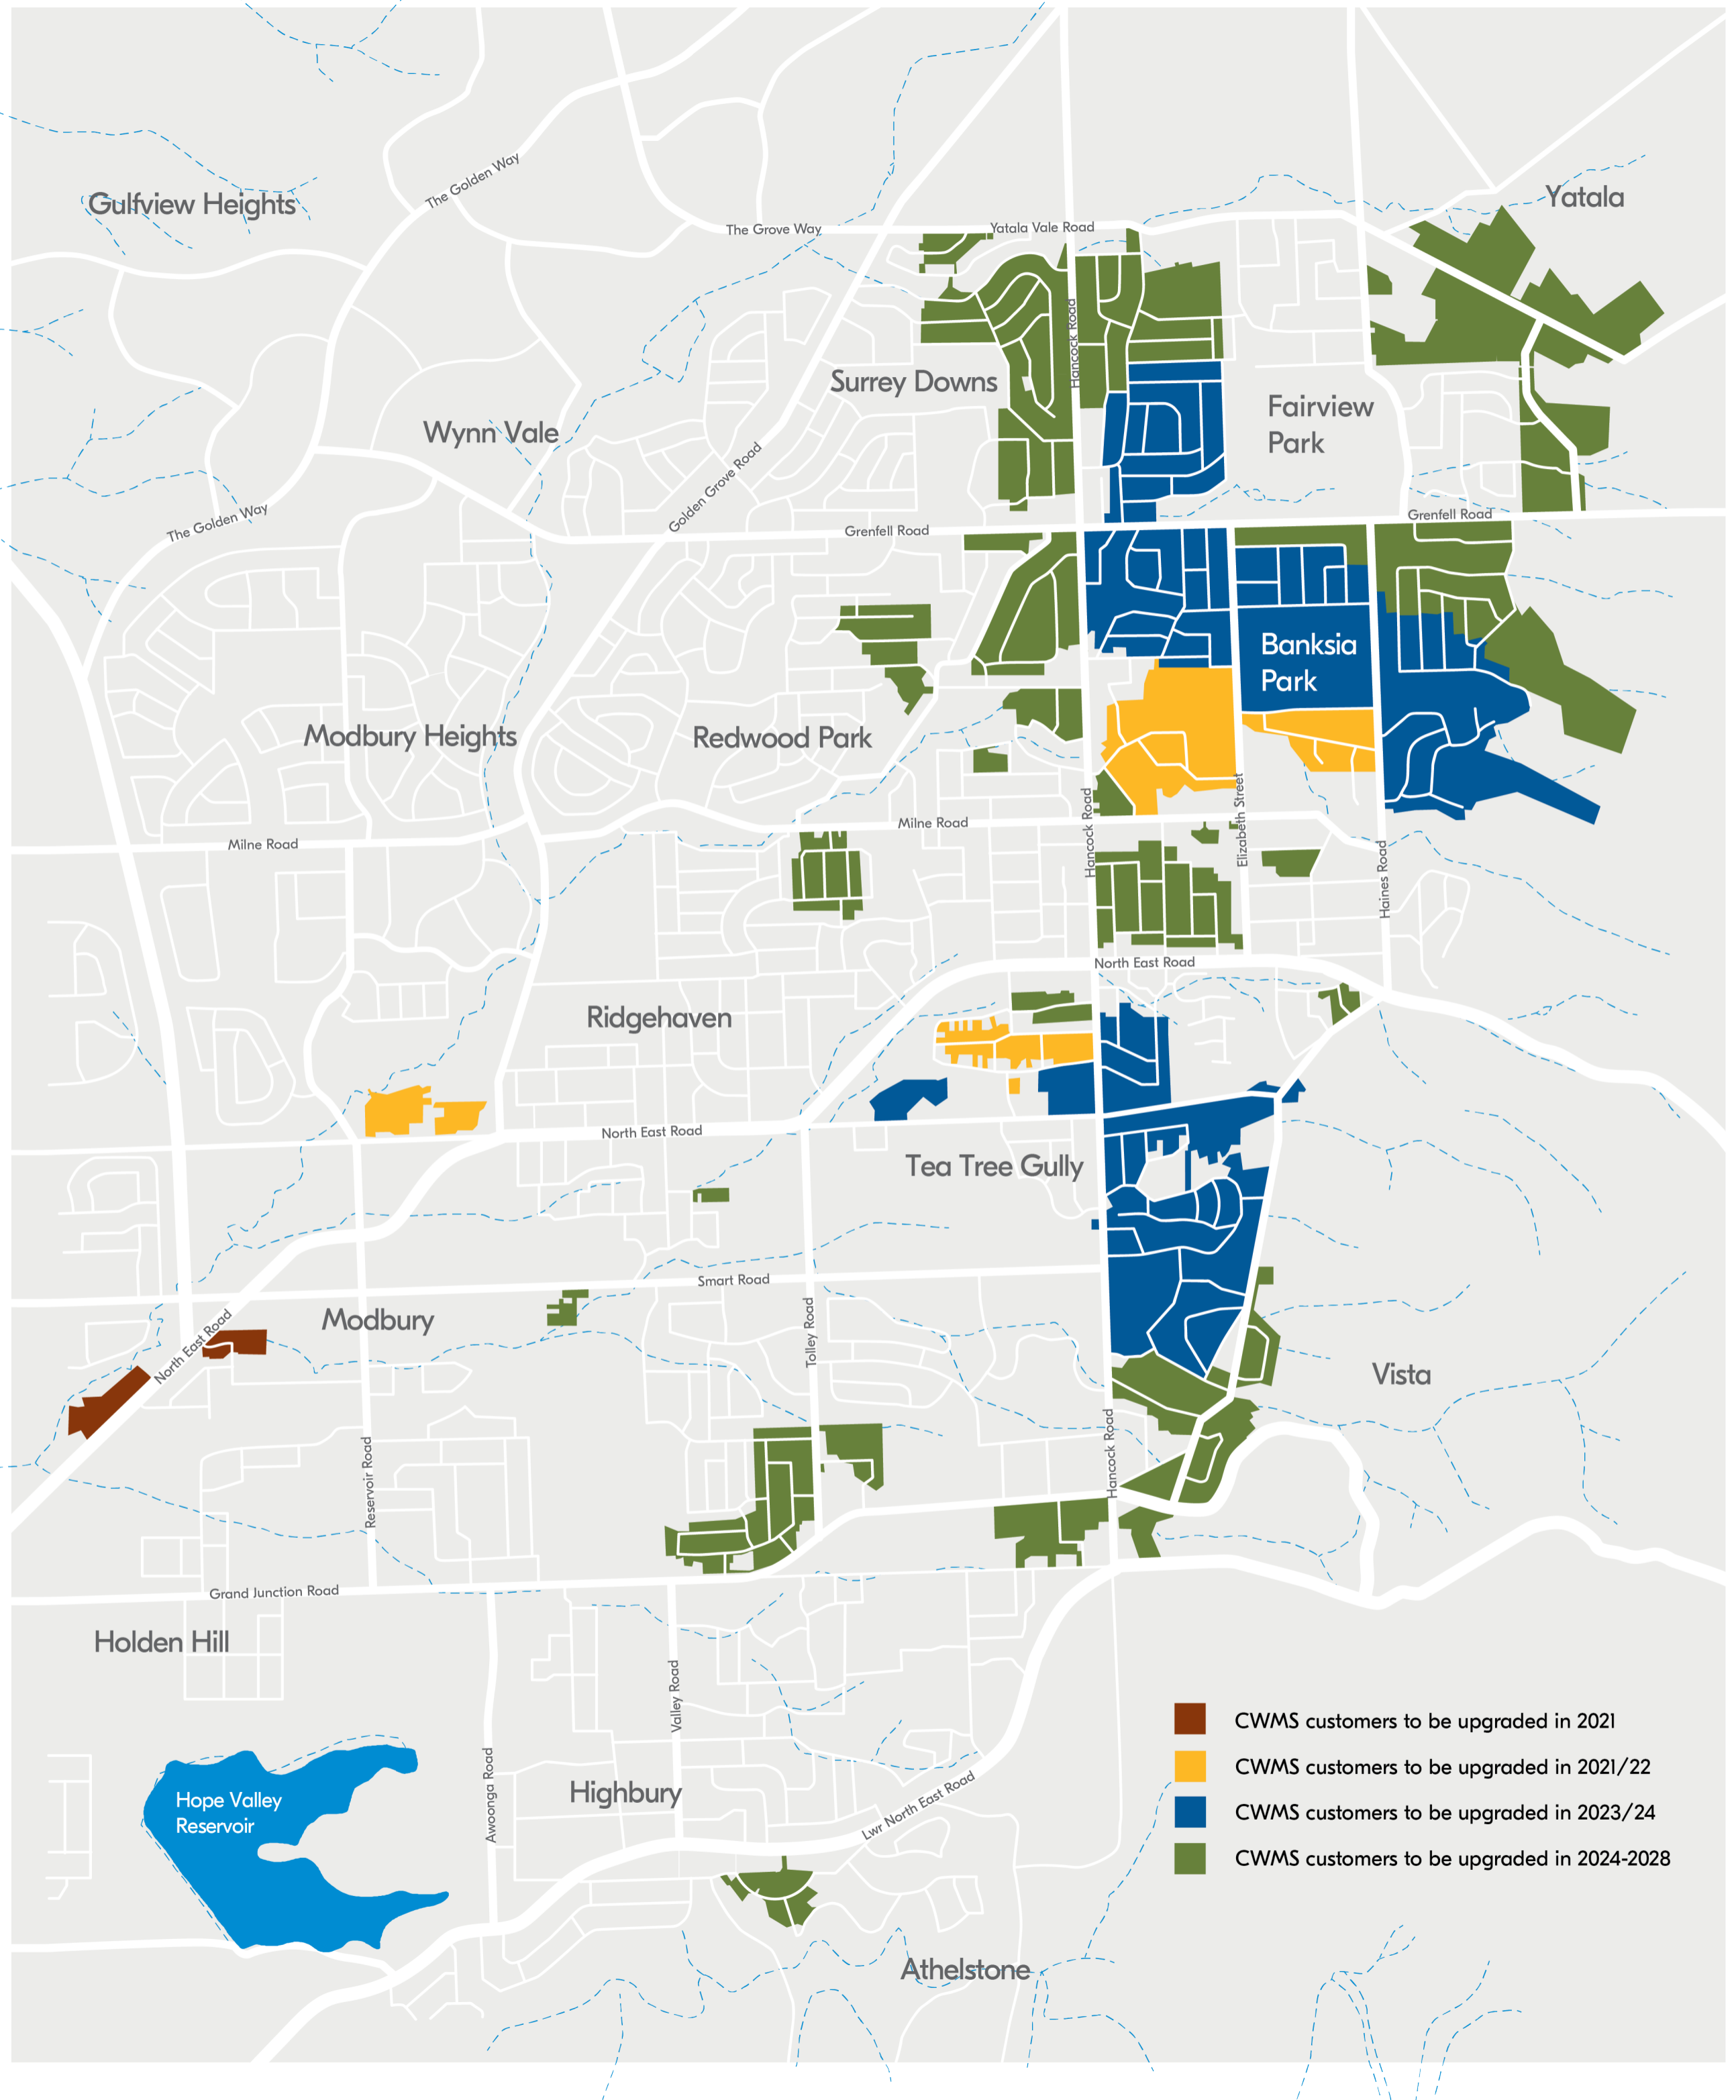 Yatala
Gulfview Heights
The Golden Way
The Grove Way
Yatala Vale Road
Hancock Road
Surrey Downs
Fairview
Park
Wynn Vale
Golden Grove Road
The Golden Way
Grenfell Road
Grenfell Road
Banksia
Park
Modbury Heights
Redwood Park
Milne Road
Milne Road
Hancock Road
Elizabeth Street
Haines Road
North East Road
Ridgehaven
North East Road
Tea Tree Gully
Smart Road
Modbury
North East Road
Tolley Road
Vista
Reservoir Road
Hancock Road
Grand Junction Road
Holden Hill
Valley Road
CWMS customers to be upgraded in 2021
CWMS customers to be upgraded in 2021/22
CWMS customers to be upgraded in 2023/24
CWMS customers to be upgraded in 2024-2028
Hope Valley
Reservoir
Awoonga Road
Highbury
Lwr North East Road
Athelstone